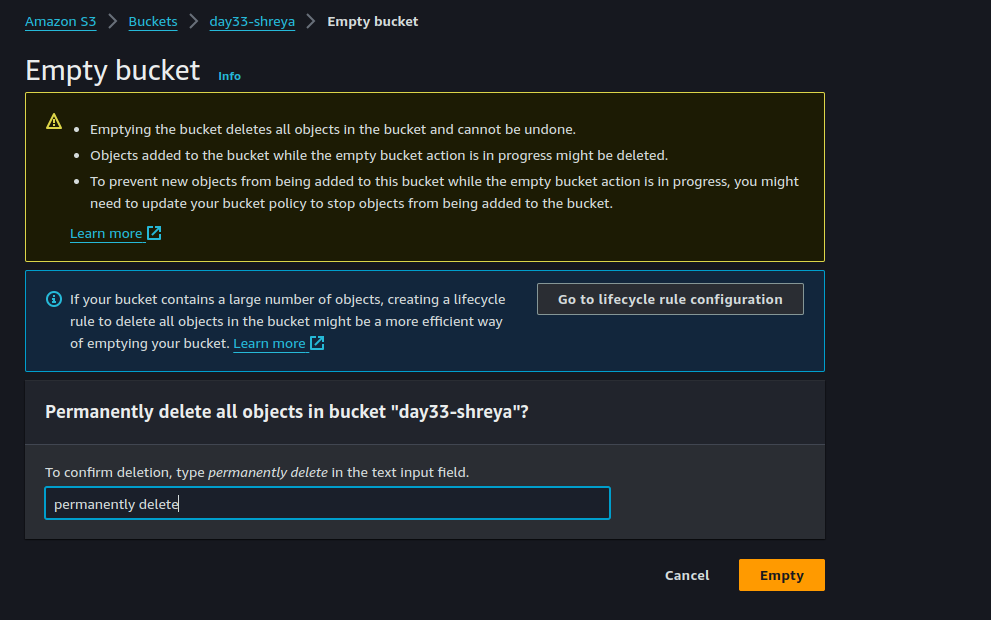 Amazon S3 > Buckets > day33-shreya > Empty bucket
Empty bucket Info
• Emptying the bucket deletes all objects in the bucket and cannot be undone.
• Objects added to the bucket while the empty bucket action is in progress might be deleted.
• To prevent new objects from being added to this bucket while the empty bucket action is in progress, you might
need to update your bucket policy to stop objects from being added to the bucket.
Learn more
If your bucket contains a large number of objects, creating a lifecycle
rule to delete all objects in the bucket might be a more efficient way
of emptying your bucket. Learn more
Go to lifecycle rule configuration
Permanently delete all objects in bucket "day33-shreya"?
To confirm deletion, type permanently delete in the text input field.
permanently delete
Cancel Empty